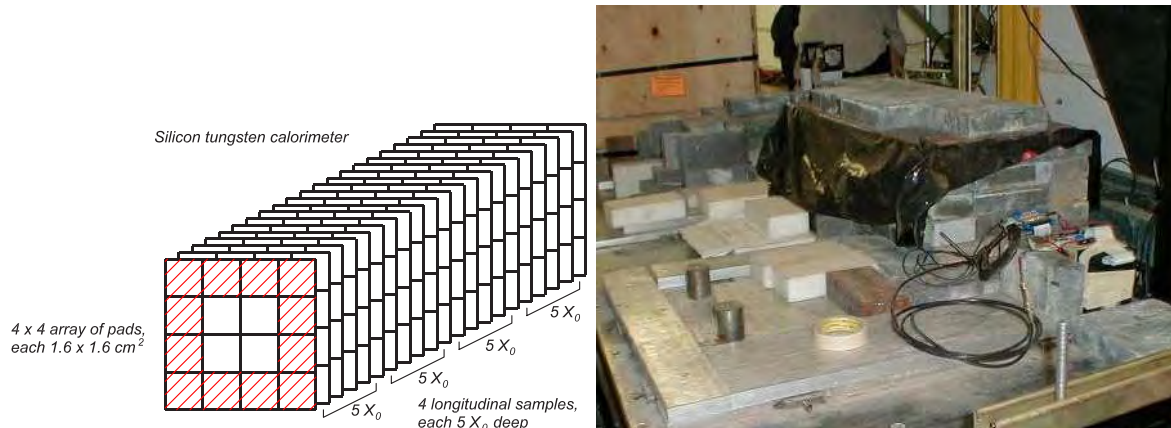 Silicon tungsten calorimeter
4 x 4 array of pads,
each 1.6 x 1.6 cm²
5 X₀
5 X₀
5 X₀
5 X₀
4 longitudinal samples,
each 5 X₀ deep